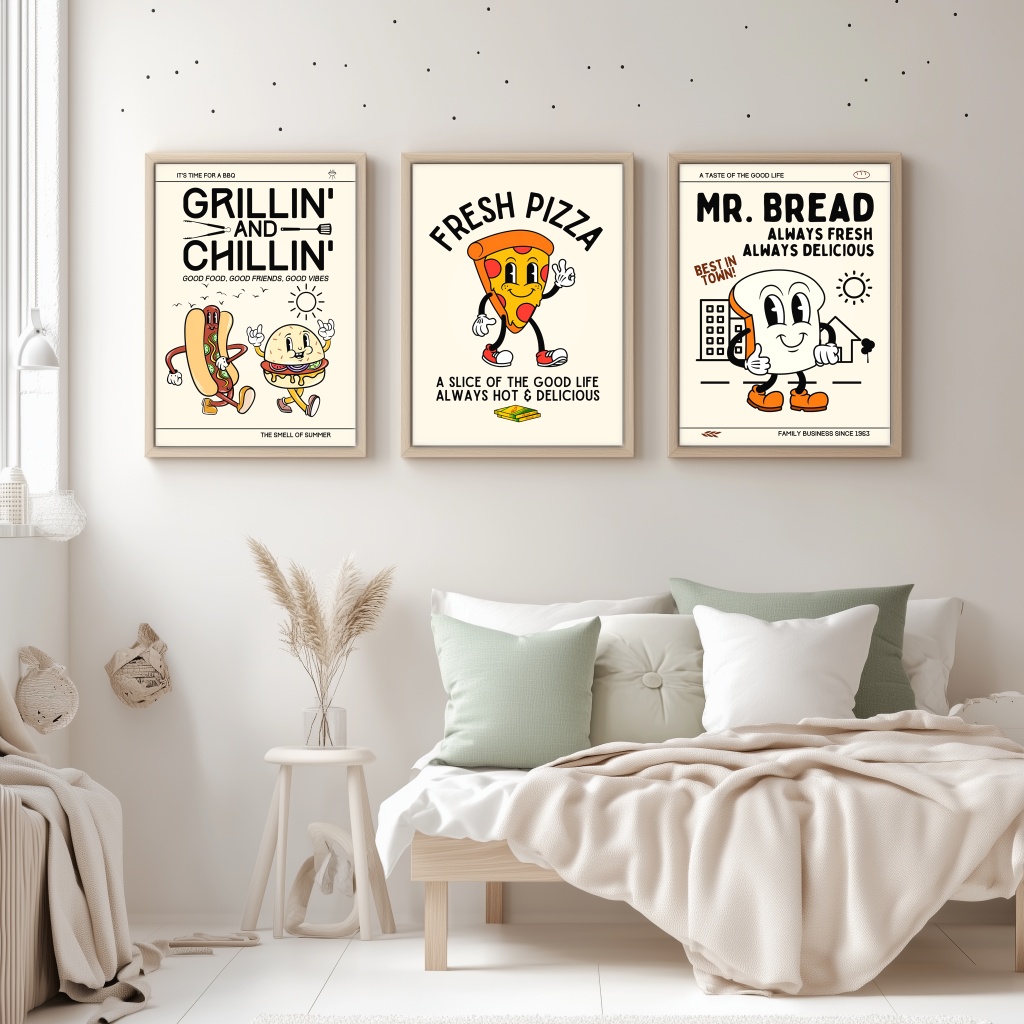 IT'S TIME FOR A BBQ
GRILLIN'
AND
CHILLIN'
GOOD FOOD, GOOD FRIENDS, GOOD VIBES
THE SMELL OF SUMMER
FRESH PIZZA
A SLICE OF THE GOOD LIFE
ALWAYS HOT & DELICIOUS
A TASTE OF THE GOOD LIFE
MR. BREAD
ALWAYS FRESH
ALWAYS DELICIOUS
BEST IN
TOWN!
FAMILY BUSINESS SINCE 1963